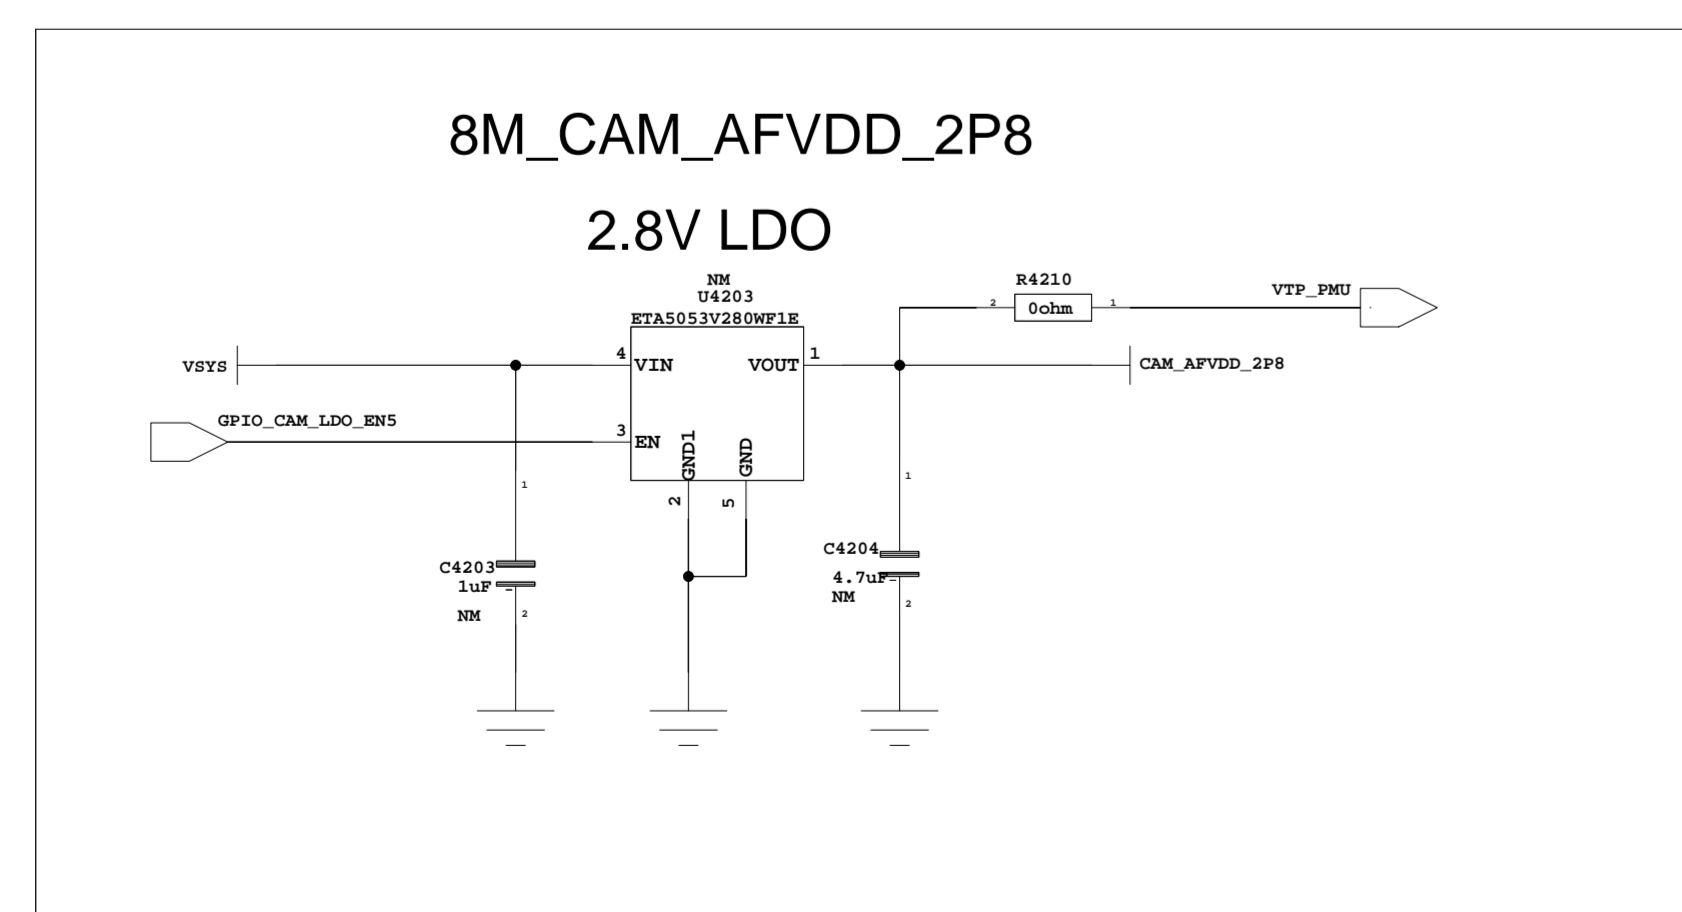 8M_CAM_AFVDD_2P8
2.8V LDO
NM
U4203
ETA5053V280WF1E
R4210
0ohm
2
1
VTP_PMU
VSYS
4
VIN
VOUT
1
CAM_AFVDD_2P8
GPIO_CAM_LDO_EN5
3
EN
GND1
GND
2
5
1
C4203
1uF
NM
2
1
C4204
4.7uF
NM
2